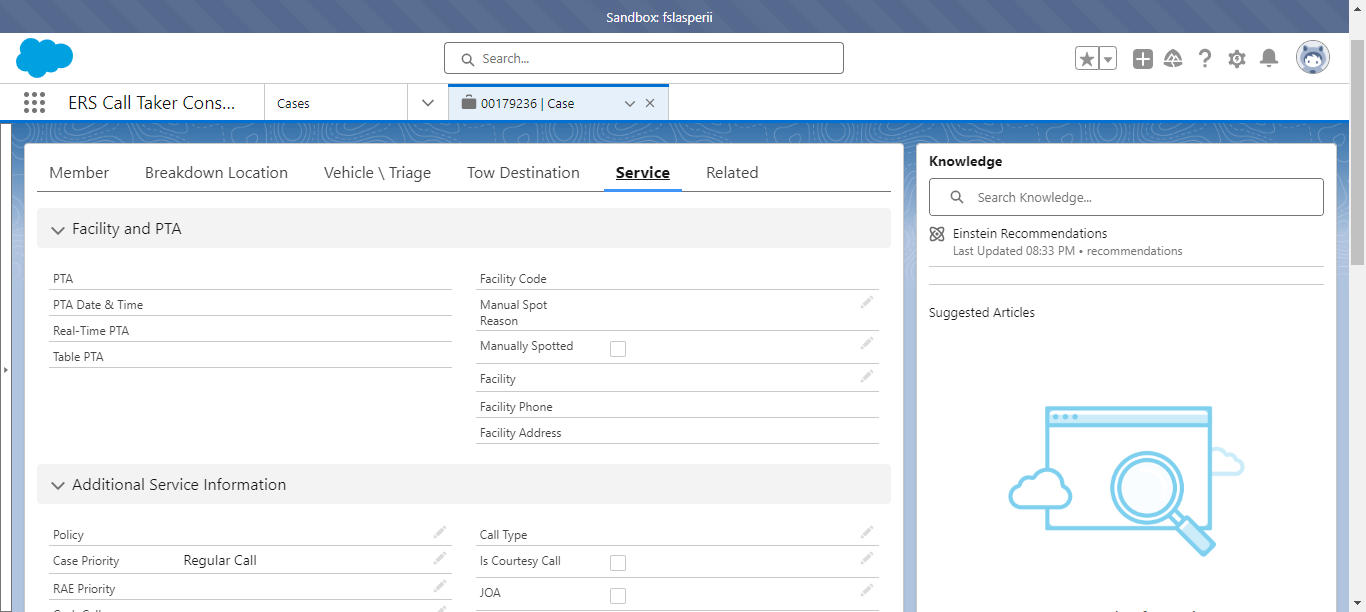 Sandbox: fslasperii
Search...
ERS Call Taker Cons...
Cases
00179236 | Case
Member
Breakdown Location
Vehicle \ Triage
Tow Destination
Service
Related
Facility and PTA
PTA
PTA Date & Time
Real-Time PTA
Table PTA
Facility Code
Manual Spot
Reason
Manually Spotted
Facility
Facility Phone
Facility Address
Additional Service Information
Policy
Case Priority Regular Call
RAE Priority
Call Type
Is Courtesy Call
JOA
Knowledge
Search Knowledge...
Einstein Recommendations
Last Updated 08:33 PM • recommendations
Suggested Articles